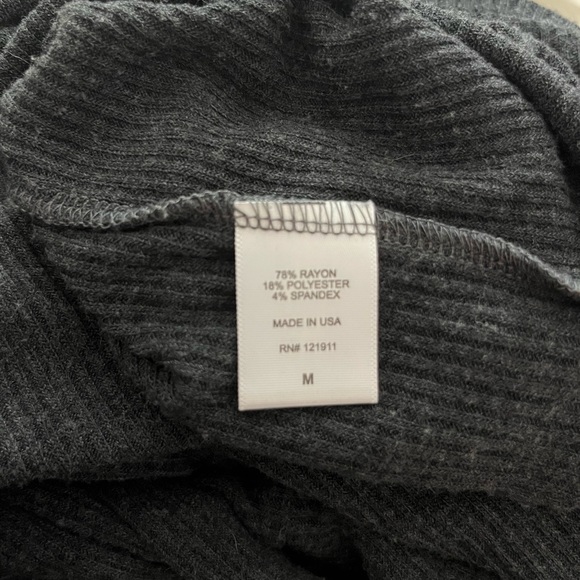 78% RAYON
18% POLYESTER
4% SPANDEX
MADE IN USA
RN# 121911
M